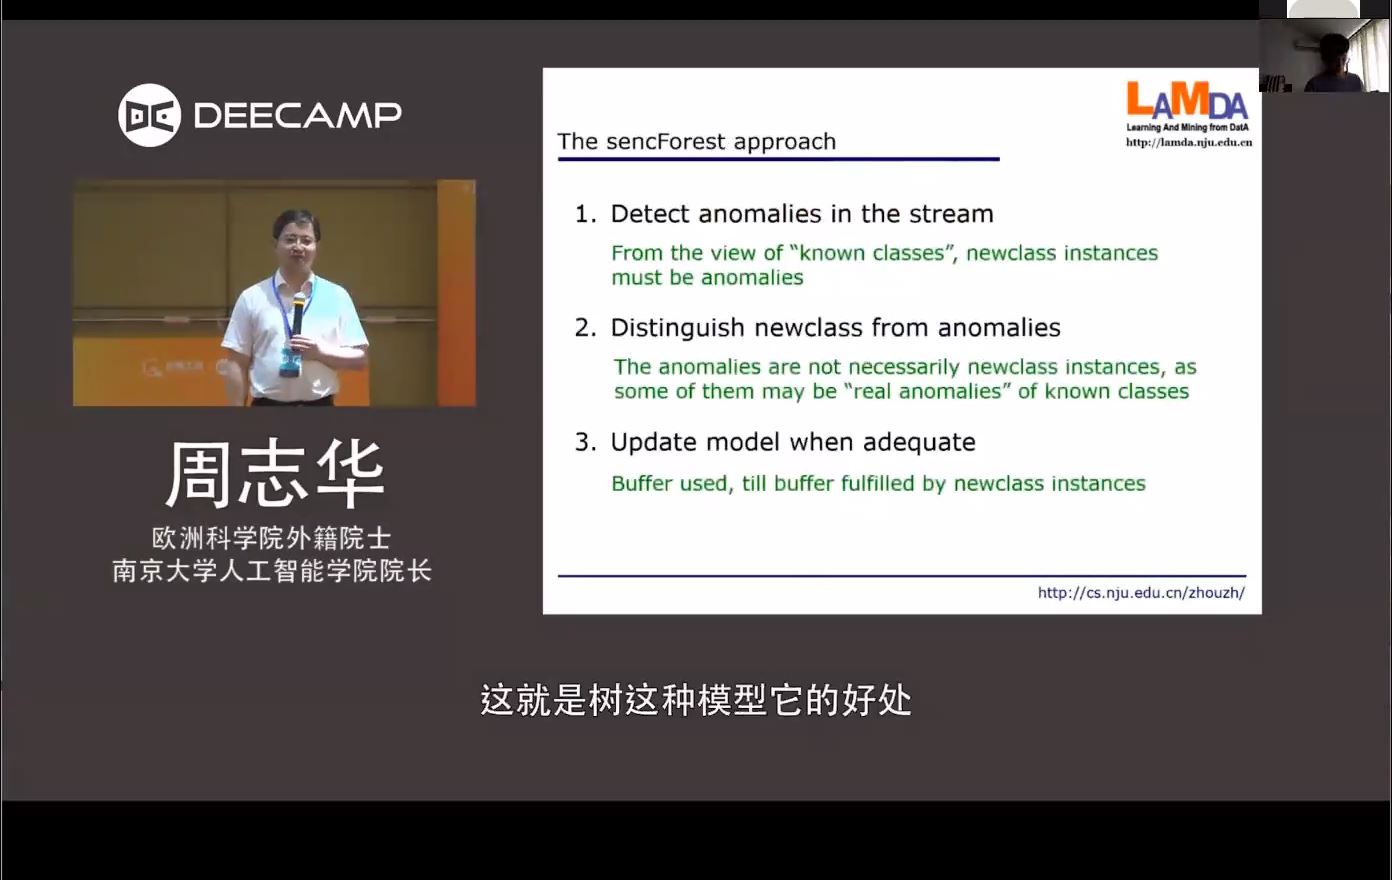 DEECAMP
周志华
欧洲科学院外籍院士
南京大学人工智能学院院长
LAMDA
Learning And Mining from DatA
http://lamda.nju.edu.cn
The sencForest approach
1. Detect anomalies in the stream
From the view of “known classes”, newclass instances
must be anomalies
2. Distinguish newclass from anomalies
The anomalies are not necessarily newclass instances, as
some of them may be “real anomalies” of known classes
3. Update model when adequate
Buffer used, till buffer fulfilled by newclass instances
http://cs.nju.edu.cn/zhouzh/
这就是树这种模型它的好处